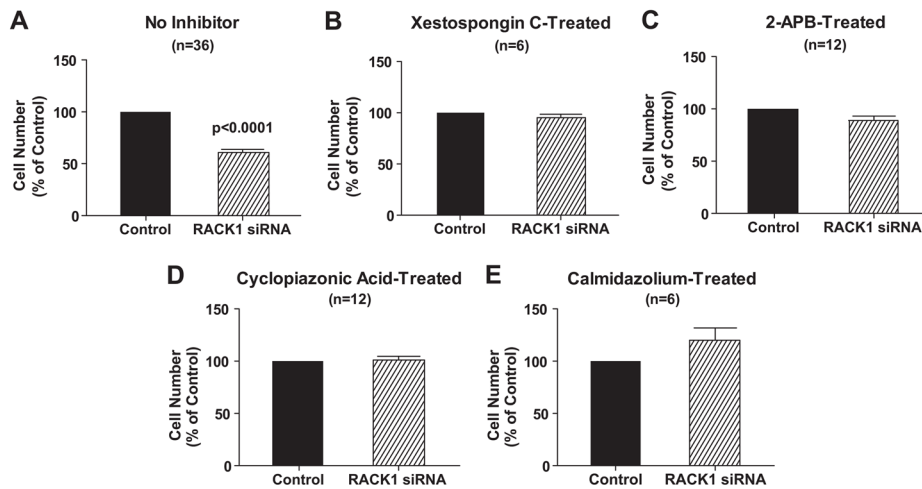 A
No Inhibitor
(n=36)
150
100
50
0
Cell Number
(% of Control)
p<0.0001
Control
RACK1 siRNA
B
Xestospongin C-Treated
(n=6)
150
100
50
0
Cell Number
(% of Control)
Control
RACK1 siRNA
C
2-APB-Treated
(n=12)
150
100
50
0
Cell Number
(% of Control)
Control
RACK1 siRNA
D
Cyclopiazonic Acid-Treated
(n=12)
150
100
50
0
Cell Number
(% of Control)
Control
RACK1 siRNA
E
Calmidazolium-Treated
(n=6)
150
100
50
0
Cell Number
(% of Control)
Control
RACK1 siRNA